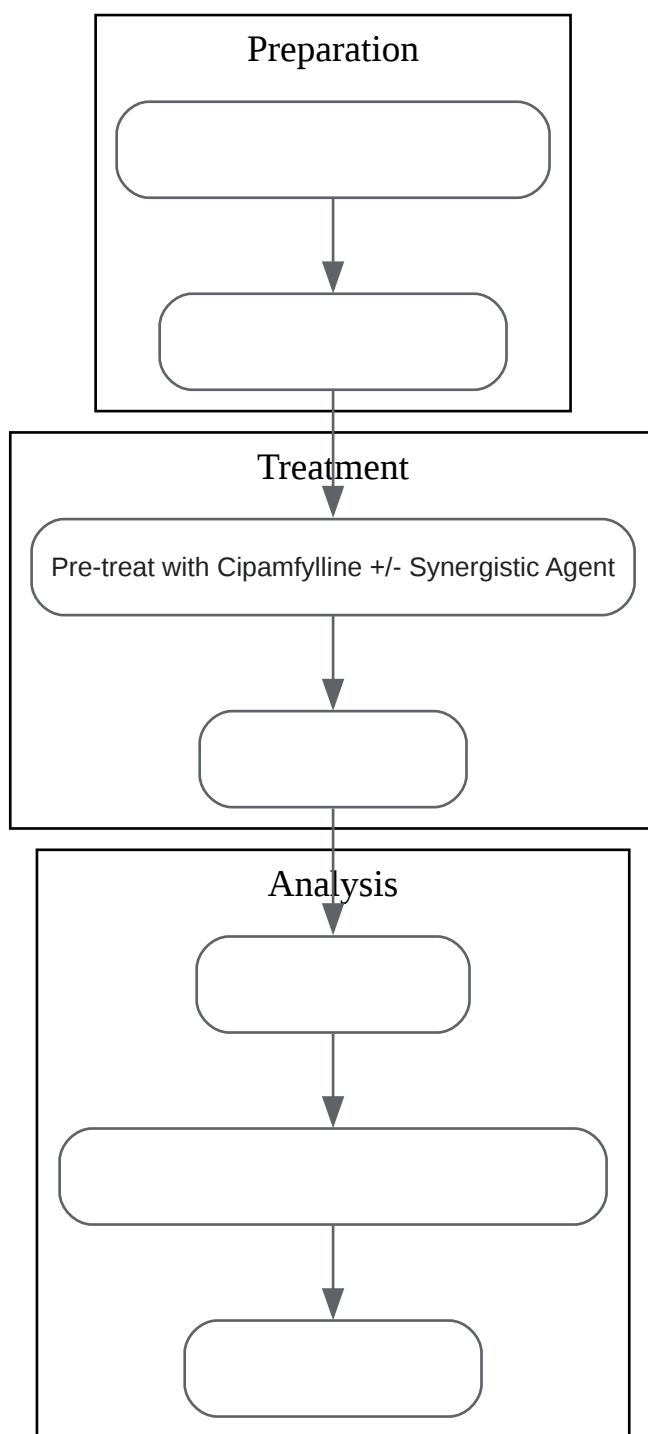 Preparation
Treatment
Pre-treat with Cipamfylline +/- Synergistic Agent
Analysis